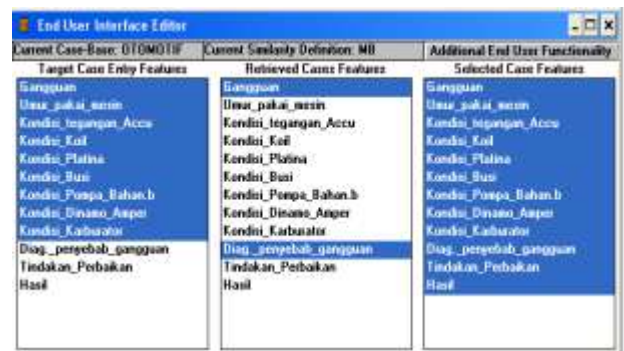 End User Interface Editor
Current Case-Base: OTOMOTIF
Current Similarity Definition: MB
Additional End User Functionality
Target Case Entry Features
Gangguan
Umur_pakai_mesin
Kondisi_tegangan_Accu
Kondisi_Koil
Kondisi_Platina
Kondisi_Busi
Kondisi_Pompa_Bahan.b
Kondisi_Dinamo_Amper
Kondisi_Karburator
Diag._penyebab_gangguan
Tindakan_Perbaikan
Hasil
Retrieved Cases Features
Gangguan
Umur_pakai_mesin
Kondisi_tegangan_Accu
Kondisi_Koil
Kondisi_Platina
Kondisi_Busi
Kondisi_Pompa_Bahan.b
Kondisi_Dinamo_Amper
Kondisi_Karburator
Diag._penyebab_gangguan
Tindakan_Perbaikan
Hasil
Selected Case Features
Gangguan
Umur_pakai_mesin
Kondisi_tegangan_Accu
Kondisi_Koil
Kondisi_Platina
Kondisi_Busi
Kondisi_Pompa_Bahan.b
Kondisi_Dinamo_Amper
Kondisi_Karburator
Diag._penyebab_gangguan
Tindakan_Perbaikan
Hasil